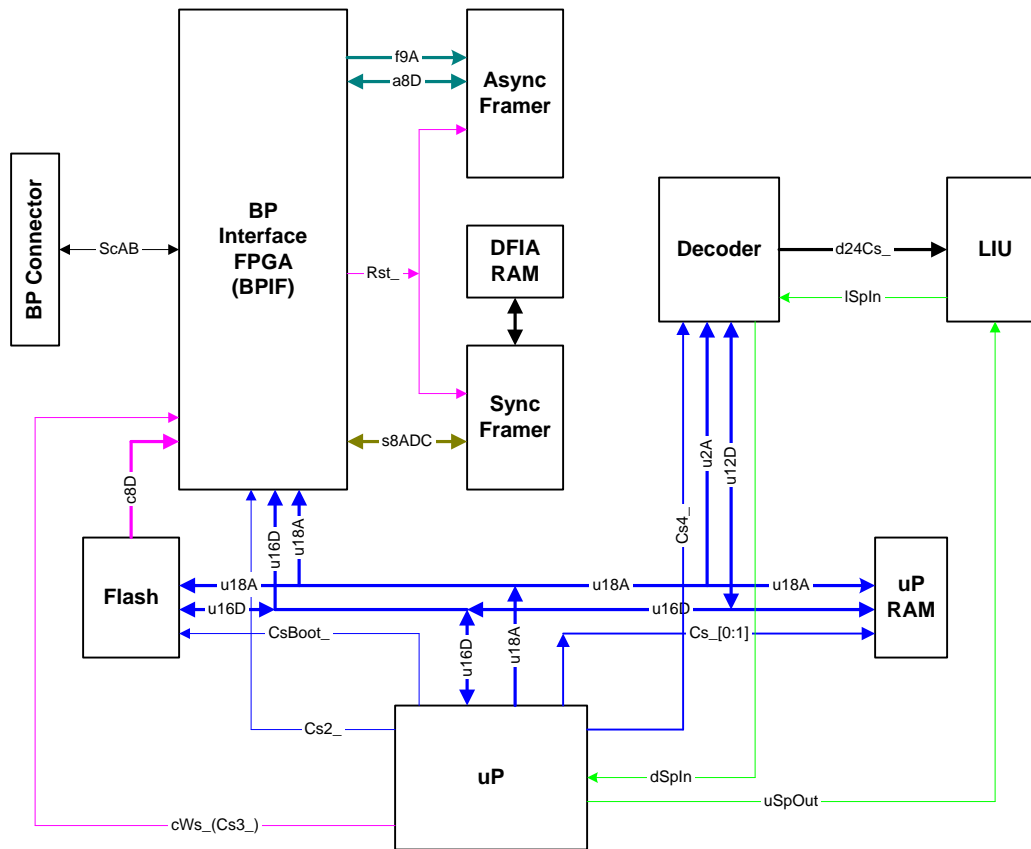 f9A
a8D
Async
Framer
BP Connector
ScAB
BP
Interface
FPGA
(BPIF)
Rst_
DFIA
RAM
Decoder
d24Cs_
LIU
lSpIn
Sync
Framer
s8ADC
c8D
u16D
u18A
Cs4_
u2A
u12D
Flash
u18A
u18A
u18A
uP
RAM
u16D
u16D
CsBoot_
u16D
u18A
Cs_[0:1]
Cs2_
uP
dSpIn
uSpOut
cWs_(Cs3_)